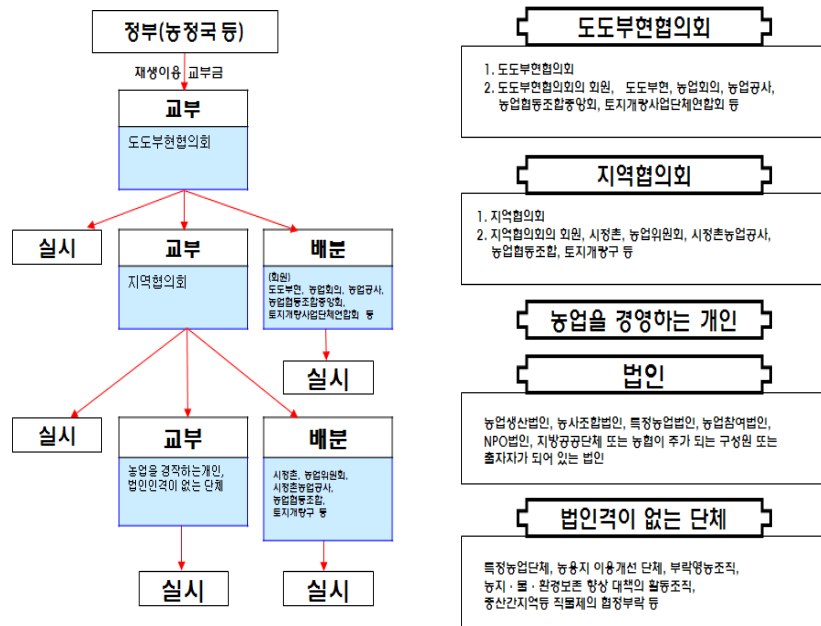 정부(농정국 등)
재생이용 교부금
교부
도도부현협의회
실시
교부
지역협의회
배분
(회원)
도도부현, 농업회의, 농업공사,
농업협동조합중앙회,
토지개량사업단체연합회 등
실시
실시
교부
농업을 경작하는개인,
법인인격이 없는 단체
배분
시정촌, 농업위원회,
시정촌농업공사,
농업협동조합,
토지개량구 등
실시
실시
도도부현협의회
1. 도도부현협의회
2. 도도부현협의회의 회원, 도도부현, 농업회의, 농업공사,
농업협동조합중앙회, 토지개량사업단체연합회 등
지역협의회
1. 지역협의회
2. 지역협의회의 회원, 시정촌, 농업위원회, 시정촌농업공사,
농업협동조합, 토지개량구 등
농업을 경영하는 개인
법인
농업생산법인, 농사조합법인, 특정농업법인, 농업참여법인,
NPO법인, 지방공공단체 또는 농협이 주가 되는 구성원 또는
출자자가 되어 있는 법인
법인격이 없는 단체
특정농업단체, 농용지 이용개선 단체, 부락영농조직,
농지·물·환경보존 향상 대책의 활동조직,
중산간지역등 직물제의 협정부락 등